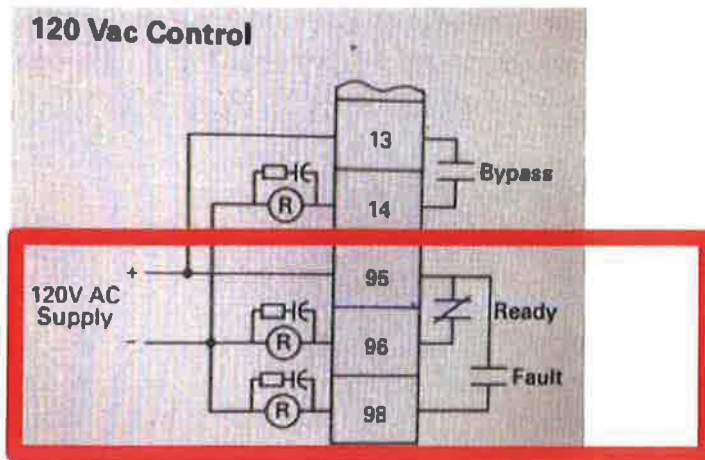 120 Vac Control
13
Bypass
R
14
+
95
120V AC
Supply
Ready
-
R
96
Fault
R
98